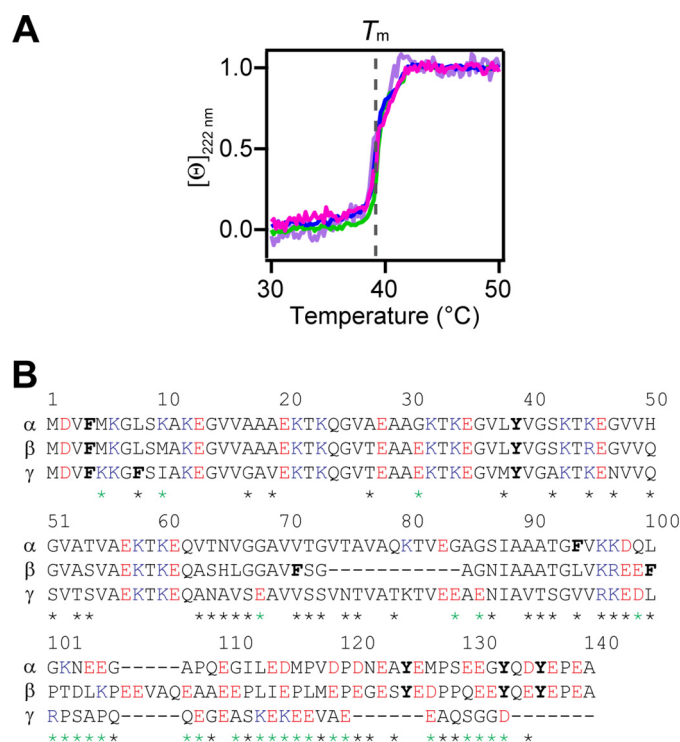 A
Tm
[Θ]222 nm
1.0
0.5
0.0
30 40 50
Temperature (°C)
B
1 10 20 30 40 50
α MDVFMKGLSKAKEGVVAAAEKTKQGVAEAAGKTKEGVLYVGSKTKEGVVH
β MDVFMKGLSMAKEGVVAAAEKTKQGVTEAAEKTKEGVLYVGSKTREGVVQ
γ MDVFKKGFSIAKEGVVGAVEKTKQGVTEAAEKTKEGVMYVGAKTKENVVQ
* * * * * * * * * * * *
51 60 70 80 90 100
α GVATVAEKTKEQVTNVGGAVVTGVTAVAQKTVEGAGSIAAATGFVKKDQL
β GVASVAEKTKEQASHLGGAVFSG-----------AGNIAAATGLVKREEF
γ SVTSVAEKTKEQANAVSEAVVSSVNTVATKTVEEAENIAVTSGVVRKEDL
101 110 120 130 140
α GKNEEG-----APQEGILEDMPVDPDNEAYEMPSEEGYQDYEPEA
β PTDLKPEEVAQEAAEEPLIEPLMEPEGESYEDPPQEEYQEYEPEA
γ RPSAPQ-----QEGEASKEKEEVAE------EAQSGGD-------